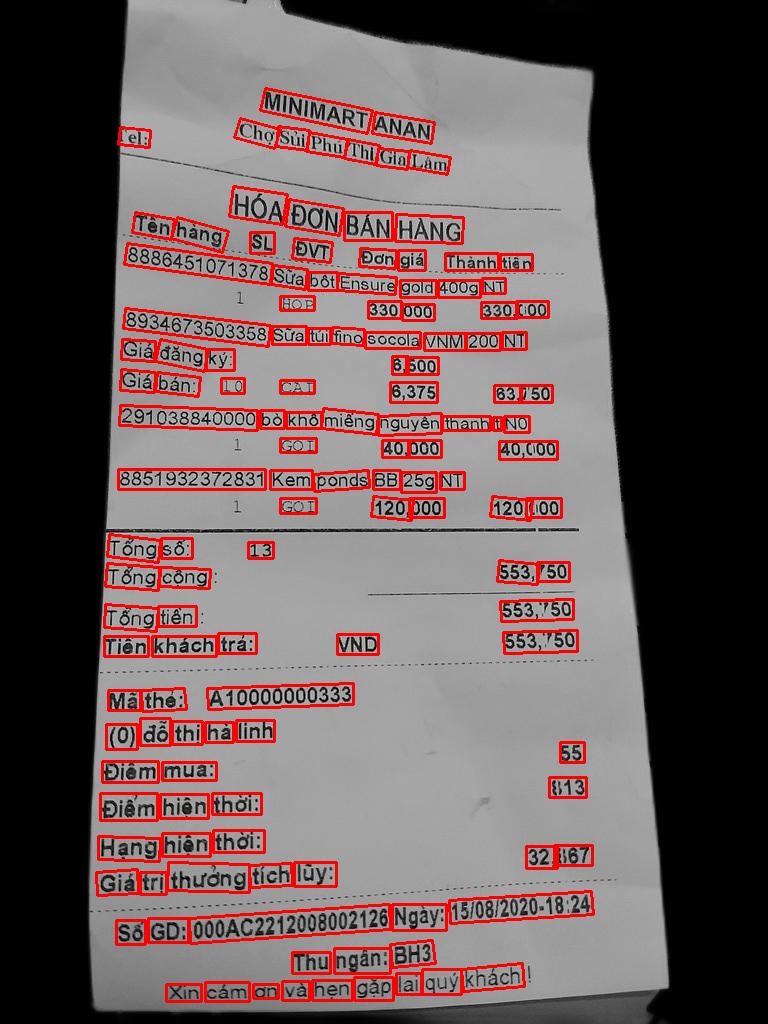 MINIMART ANAN
Tel: Chợ Sủi Phú Thị Gia Lâm
HÓA ĐƠN BÁN HÀNG
Tên hàng SL ĐVT Đơn giá Thành tiền
8886451071378 Sữa bột Ensure gold 400g NT
1 HOP 330,000 330,000
8934673503358 Sữa túi fino socola VNM 200 NT
Giá đăng ký: 6,500
Giá bán: 10 CAI 6,375 63,750
291038840000 bò khô miếng nguyên thanh t N0
1 GOI 40,000 40,000
8851932372831 Kem ponds BB 25g NT
1 GOI 120,000 120,000
Tổng số: 13
Tổng cộng: 553,750
Tổng tiền: 553,750
Tiền khách trả: VND 553,750
Mã thẻ: A10000000333
(0) đỗ thị hà linh
Điểm mua: 55
Điểm hiện thời: 813
Hạng hiện thời:
Giá trị thưởng tích lũy: 32,867
Số GD: 000AC2212008002126 Ngày: 15/08/2020-18:24
Thu ngân: BH3
Xin cám ơn và hẹn gặp lại quý khách !